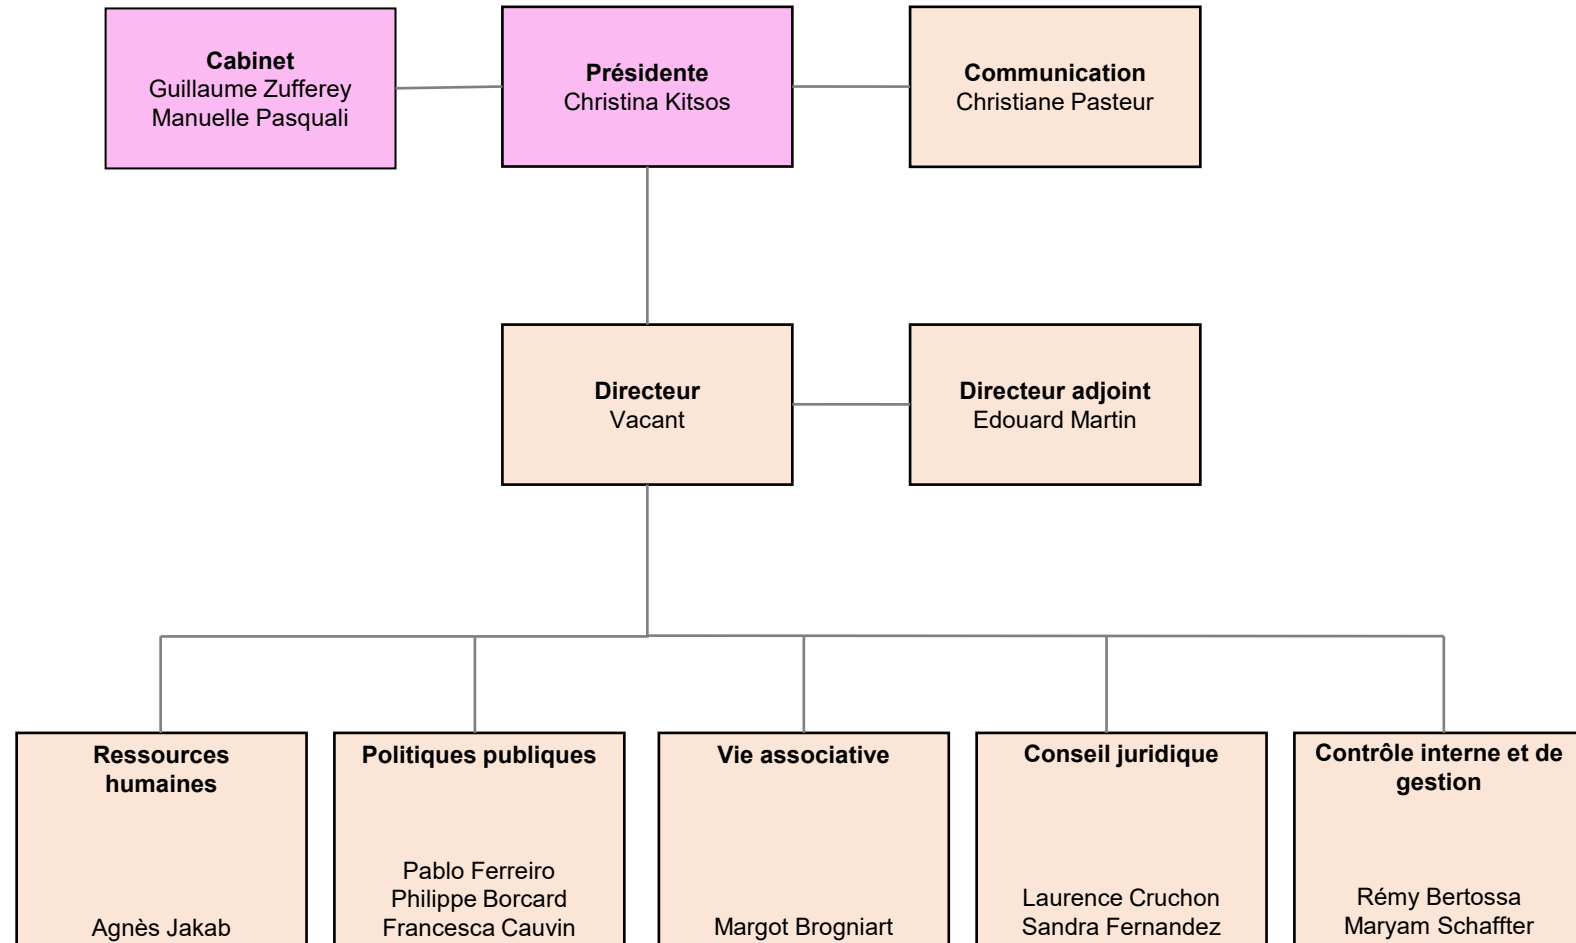 Cabinet
Guillaume Zufferey
Manuelle Pasquali
Présidente
Christina Kitsos
Communication
Christiane Pasteur
Directeur
Vacant
Directeur adjoint
Edouard Martin
Ressources
humaines
Agnès Jakab
Politiques publiques
Pablo Ferreiro
Philippe Borcard
Francesca Cauvin
Vie associative
Margot Brogniart
Conseil juridique
Laurence Cruchon
Sandra Fernandez
Contrôle interne et de
gestion
Rémy Bertossa
Maryam Schaffter